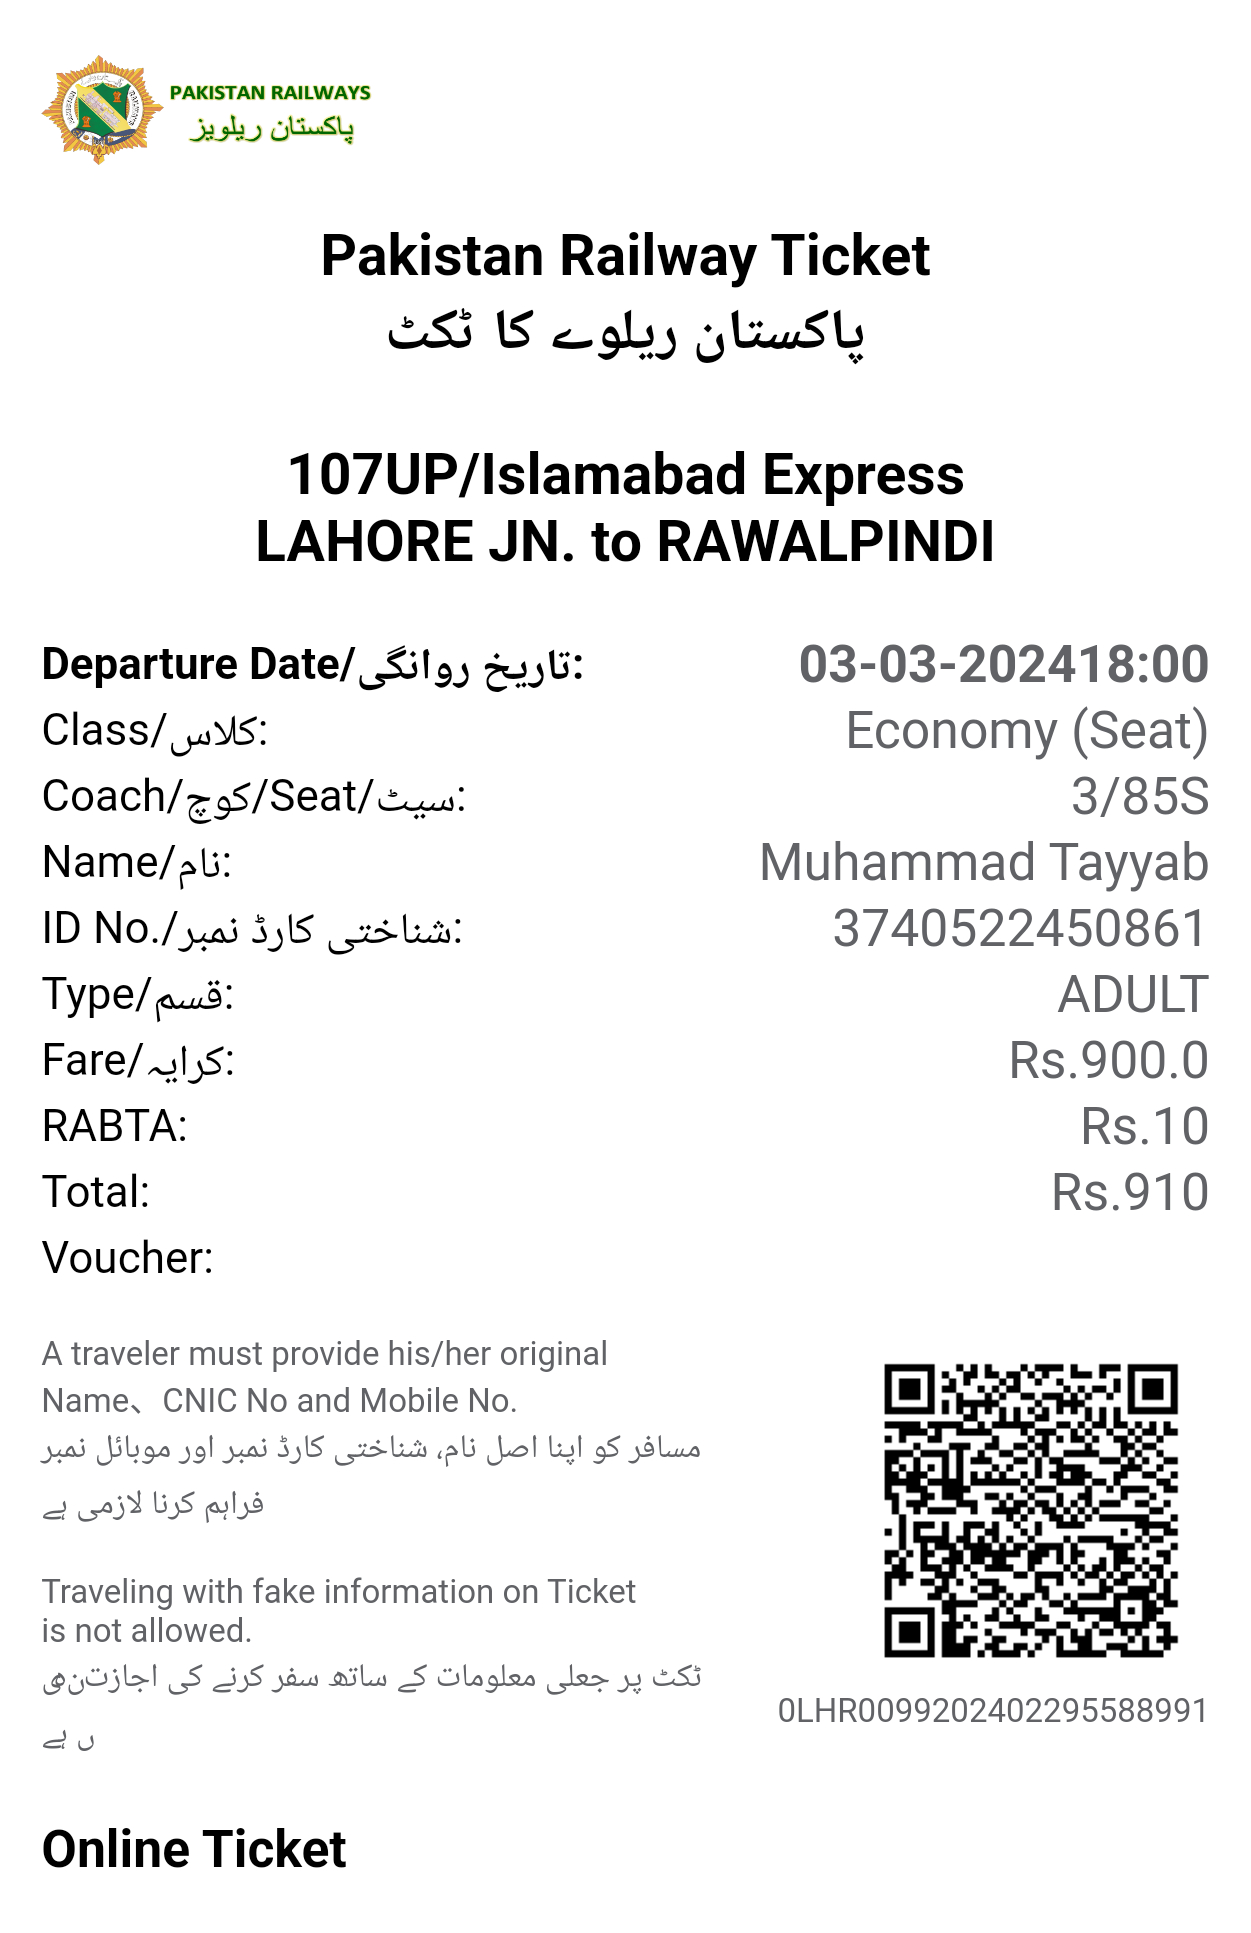 PAKISTAN RAILWAYS
پاکستان ریلویز
Pakistan Railway Ticket
پاکستان ریلوے کا ٹکٹ
107UP/Islamabad Express
LAHORE JN. to RAWALPINDI
Departure Date/تاریخ روانگی: 03-03-202418:00
Class/کلاس: Economy (Seat)
Coach/کوچ/Seat/سیٹ: 3/85S
Name/نام: Muhammad Tayyab
ID No./شناختی کارڈ نمبر: 3740522450861
Type/قسم: ADULT
Fare/کرایہ: Rs.900.0
RABTA: Rs.10
Total: Rs.910
Voucher:
A traveler must provide his/her original
Name、CNIC No and Mobile No.
مسافر کو اپنا اصل نام، شناختی کارڈ نمبر اور موبائل نمبر
فراہم کرنا لازمی ہے
Traveling with fake information on Ticket
is not allowed.
ٹکٹ پر جعلی معلومات کے ساتھ سفر کرنے کی اجازت
ں ہے
0LHR0099202402295588991
Online Ticket